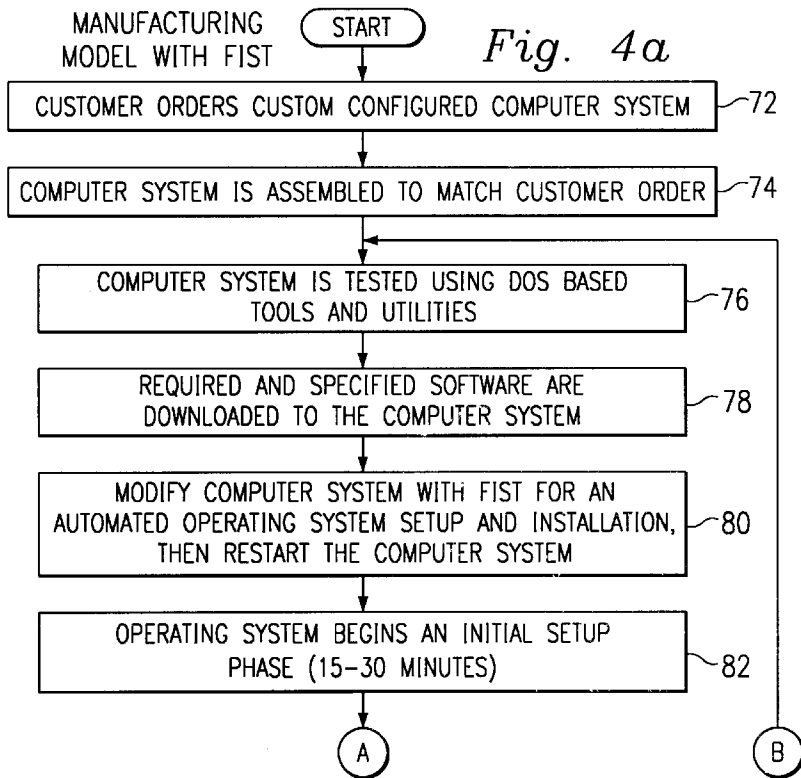 MANUFACTURING
MODEL WITH FIST
START
Fig. 4a
CUSTOMER ORDERS CUSTOM CONFIGURED COMPUTER SYSTEM
72
COMPUTER SYSTEM IS ASSEMBLED TO MATCH CUSTOMER ORDER
74
COMPUTER SYSTEM IS TESTED USING DOS BASED
TOOLS AND UTILITIES
76
REQUIRED AND SPECIFIED SOFTWARE ARE
DOWNLOADED TO THE COMPUTER SYSTEM
78
MODIFY COMPUTER SYSTEM WITH FIST FOR AN
AUTOMATED OPERATING SYSTEM SETUP AND INSTALLATION,
THEN RESTART THE COMPUTER SYSTEM
80
OPERATING SYSTEM BEGINS AN INITIAL SETUP
PHASE (15-30 MINUTES)
82
A
B